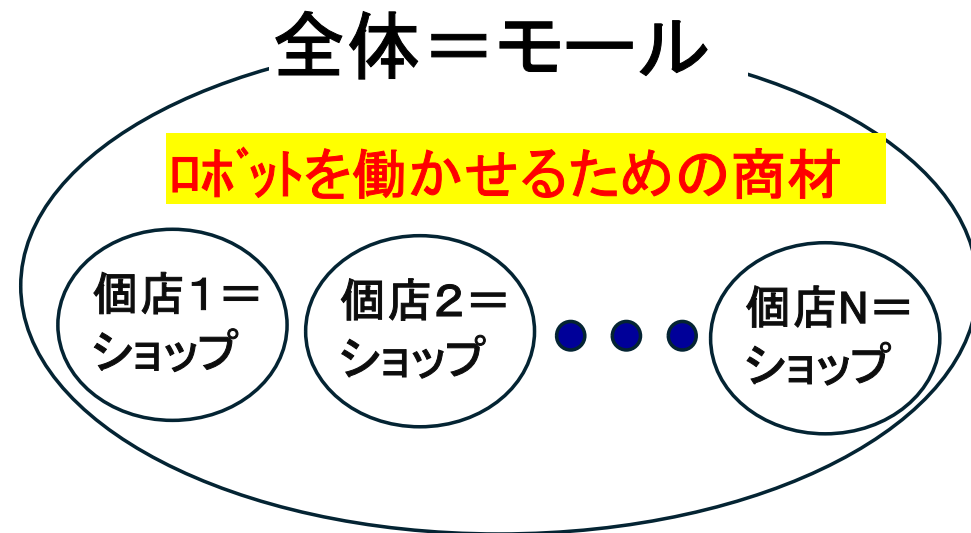 全体＝モール
ﾛﾎﾞｯﾄを働かせるための商材
個店１＝
ショップ
個店２＝
ショップ
個店N＝
ショップ